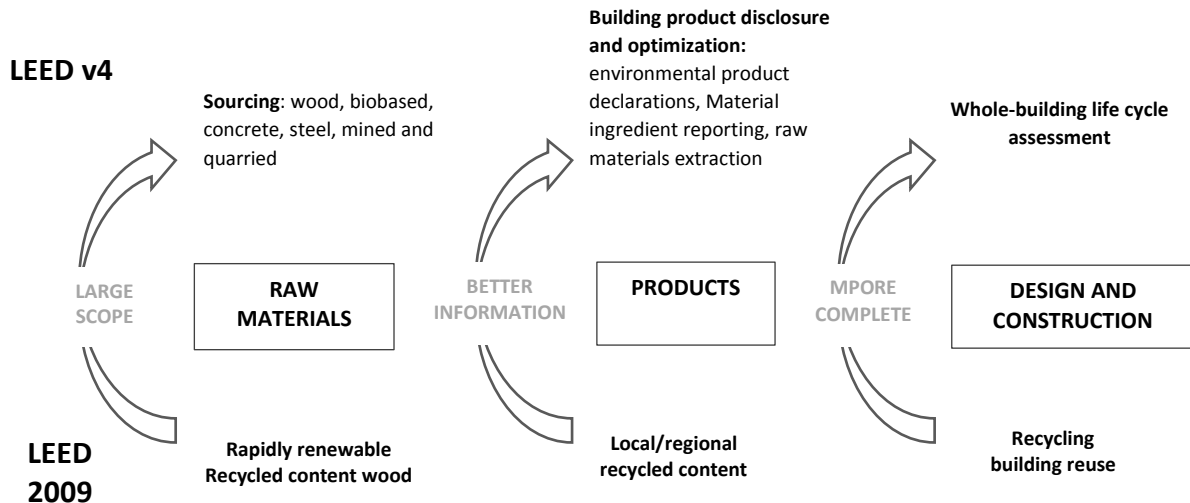 LEED v4
Sourcing: wood, biobased,
concrete, steel, mined and
quarried
Building product disclosure
and optimization:
environmental product
declarations, Material
ingredient reporting, raw
materials extraction
Whole-building life cycle
assessment
LARGE
SCOPE
RAW
MATERIALS
BETTER
INFORMATION
PRODUCTS
MPORE
COMPLETE
DESIGN AND
CONSTRUCTION
LEED
2009
Rapidly renewable
Recycled content wood
Local/regional
recycled content
Recycling
building reuse